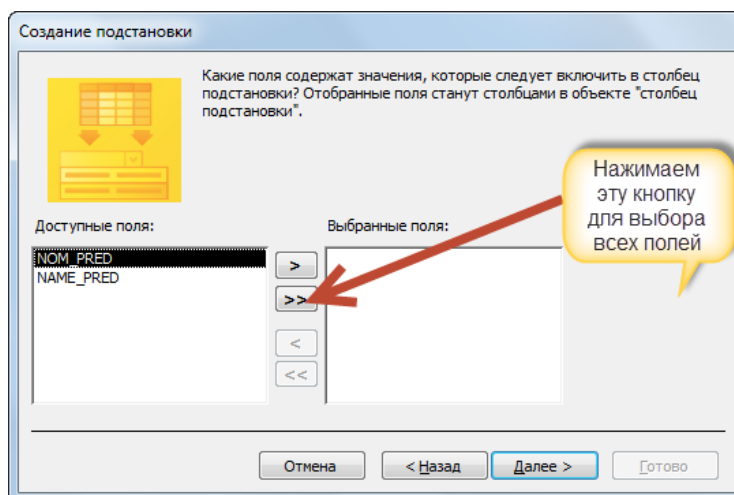 Создание подстановки
Какие поля содержат значения, которые следует включить в столбец
подстановки? Отобранные поля станут столбцами в объекте "столбец
подстановки".
Нажимаем
эту кнопку
для выбора
всех полей
Доступные поля:
Выбранные поля:
NOM_PRED
NAME_PRED
>
>>
<
<<
Отмена
< Назад
Далее >
Готово